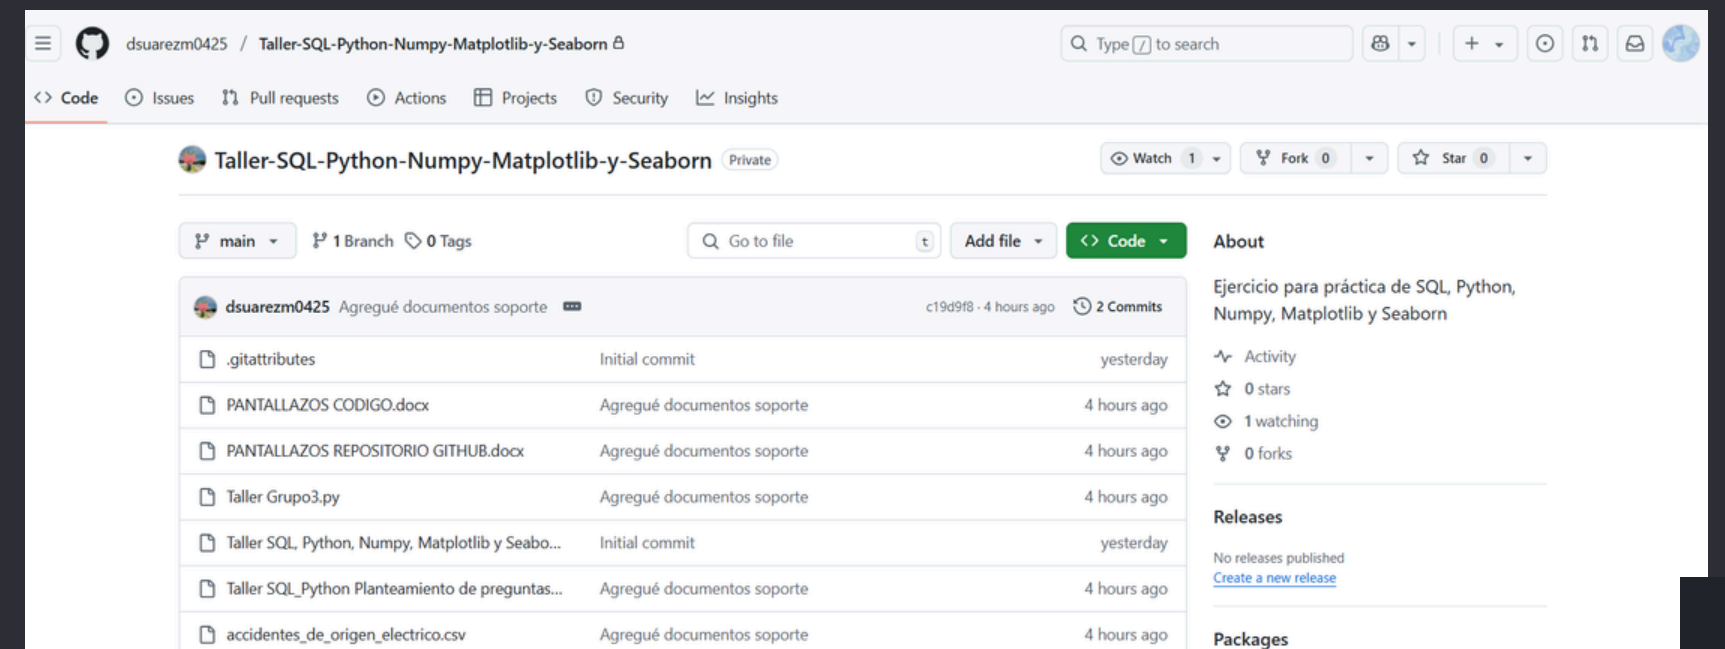 dsuarezm0425 / Taller-SQL-Python-Numpy-Matplotlib-y-Seaborn
Type / to search
Code Issues Pull requests Actions Projects Security Insights
Taller-SQL-Python-Numpy-Matplotlib-y-Seaborn Private
Watch 1 Fork 0 Star 0
main 1 Branch 0 Tags Go to file t Add file Code
About
Ejercicio para práctica de SQL, Python,
Numpy, Matplotlib y Seaborn
Activity
0 stars
1 watching
0 forks
Releases
No releases published
Create a new release
Packages
dsuarezm0425 Agregué documentos soporte c19d9f8 · 4 hours ago 2 Commits
.gitattributes Initial commit yesterday
PANTALLAZOS CODIGO.docx Agregué documentos soporte 4 hours ago
PANTALLAZOS REPOSITORIO GITHUB.docx Agregué documentos soporte 4 hours ago
Taller Grupo3.py Agregué documentos soporte 4 hours ago
Taller SQL, Python, Numpy, Matplotlib y Seabo... Initial commit yesterday
Taller SQL_Python Planteamiento de preguntas... Agregué documentos soporte 4 hours ago
accidentes_de_origen_electrico.csv Agregué documentos soporte 4 hours ago